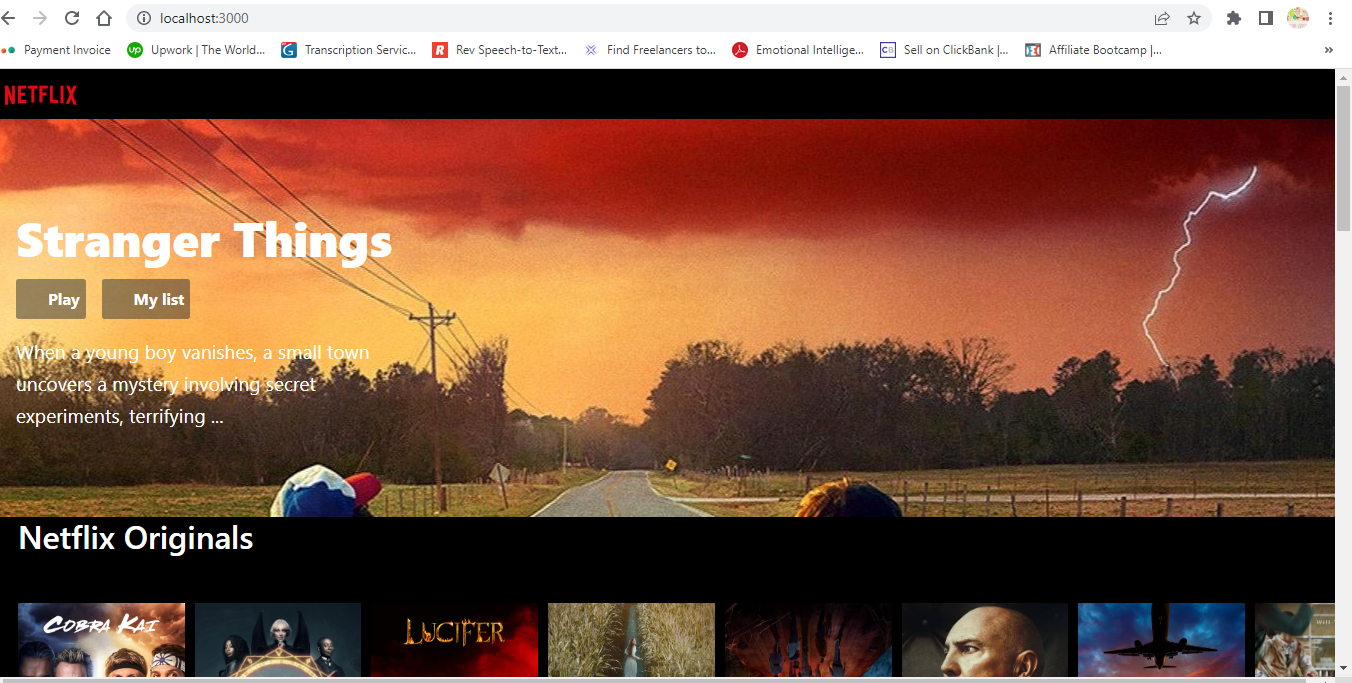 localhost:3000
Payment Invoice
Upwork | The World...
Transcription Servic...
Rev Speech-to-Text...
Find Freelancers to...
Emotional Intellige...
Sell on ClickBank |...
Affiliate Bootcamp |...
»
NETFLIX
Stranger Things
Play
My list
When a young boy vanishes, a small town
uncovers a mystery involving secret
experiments, terrifying ...
Netflix Originals
COBRA KAI
LUCIFER